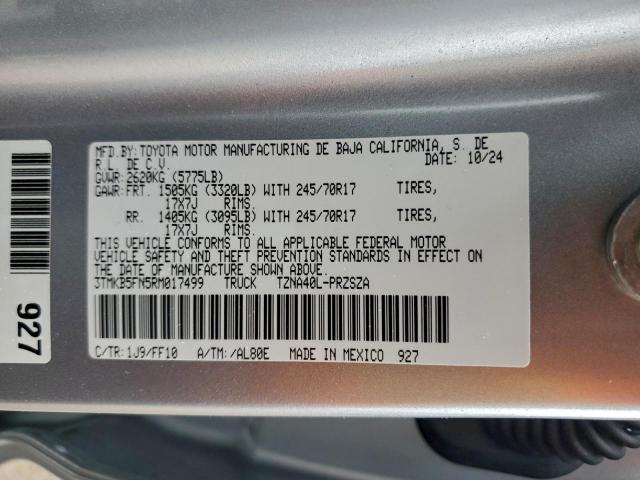 MFD.BY:TOYOTA MOTOR MANUFACTURING DE BAJA CALIFORNIA, S. DE
R L. DE C.V. DATE: 10/24
GVWR:2620KG (5775LB)
GAWR:FRT. 1505KG (3320LB) WITH 245/70R17 TIRES,
17X7J RIMS.
RR. 1405KG (3095LB) WITH 245/70R17 TIRES,
17X7J RIMS.
THIS VEHICLE CONFORMS TO ALL APPLICABLE FEDERAL MOTOR
VEHICLE SAFETY AND THEFT PREVENTION STANDARDS IN EFFECT ON
THE DATE OF MANUFACTURE SHOWN ABOVE.
3TMKB5FN5RM017499 TRUCK TZNA40L-PRZSZA
C/TR:1J9/FF10 A/TM:/AL80E MADE IN MEXICO 927
927